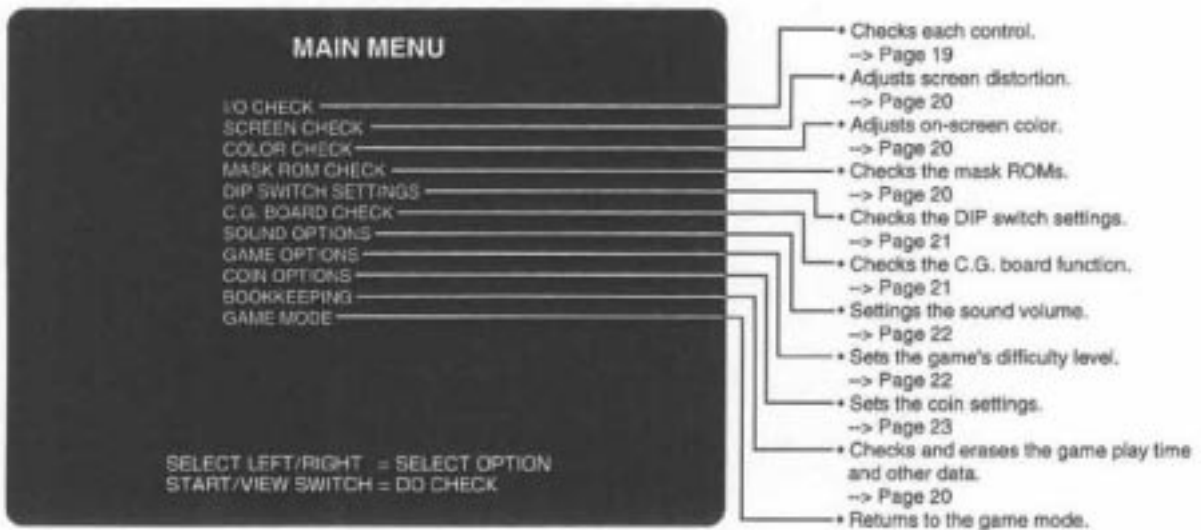 MAIN MENU
I/O CHECK
SCREEN CHECK
COLOR CHECK
MASK ROM CHECK
DIP SWITCH SETTINGS
C.G. BOARD CHECK
SOUND OPTIONS
GAME OPTIONS
COIN OPTIONS
BOOKKEEPING
GAME MODE
SELECT LEFT/RIGHT = SELECT OPTION
START/VIEW SWITCH = DO CHECK
• Checks each control.
--> Page 19
• Adjusts screen distortion.
--> Page 20
• Adjusts on-screen color.
--> Page 20
• Checks the mask ROMs.
--> Page 20
• Checks the DIP switch settings.
--> Page 21
• Checks the C.G. board function.
--> Page 21
• Settings the sound volume.
--> Page 22
• Sets the game's difficulty level.
--> Page 22
• Sets the coin settings.
--> Page 23
• Checks and erases the game play time
and other data.
--> Page 20
• Returns to the game mode.